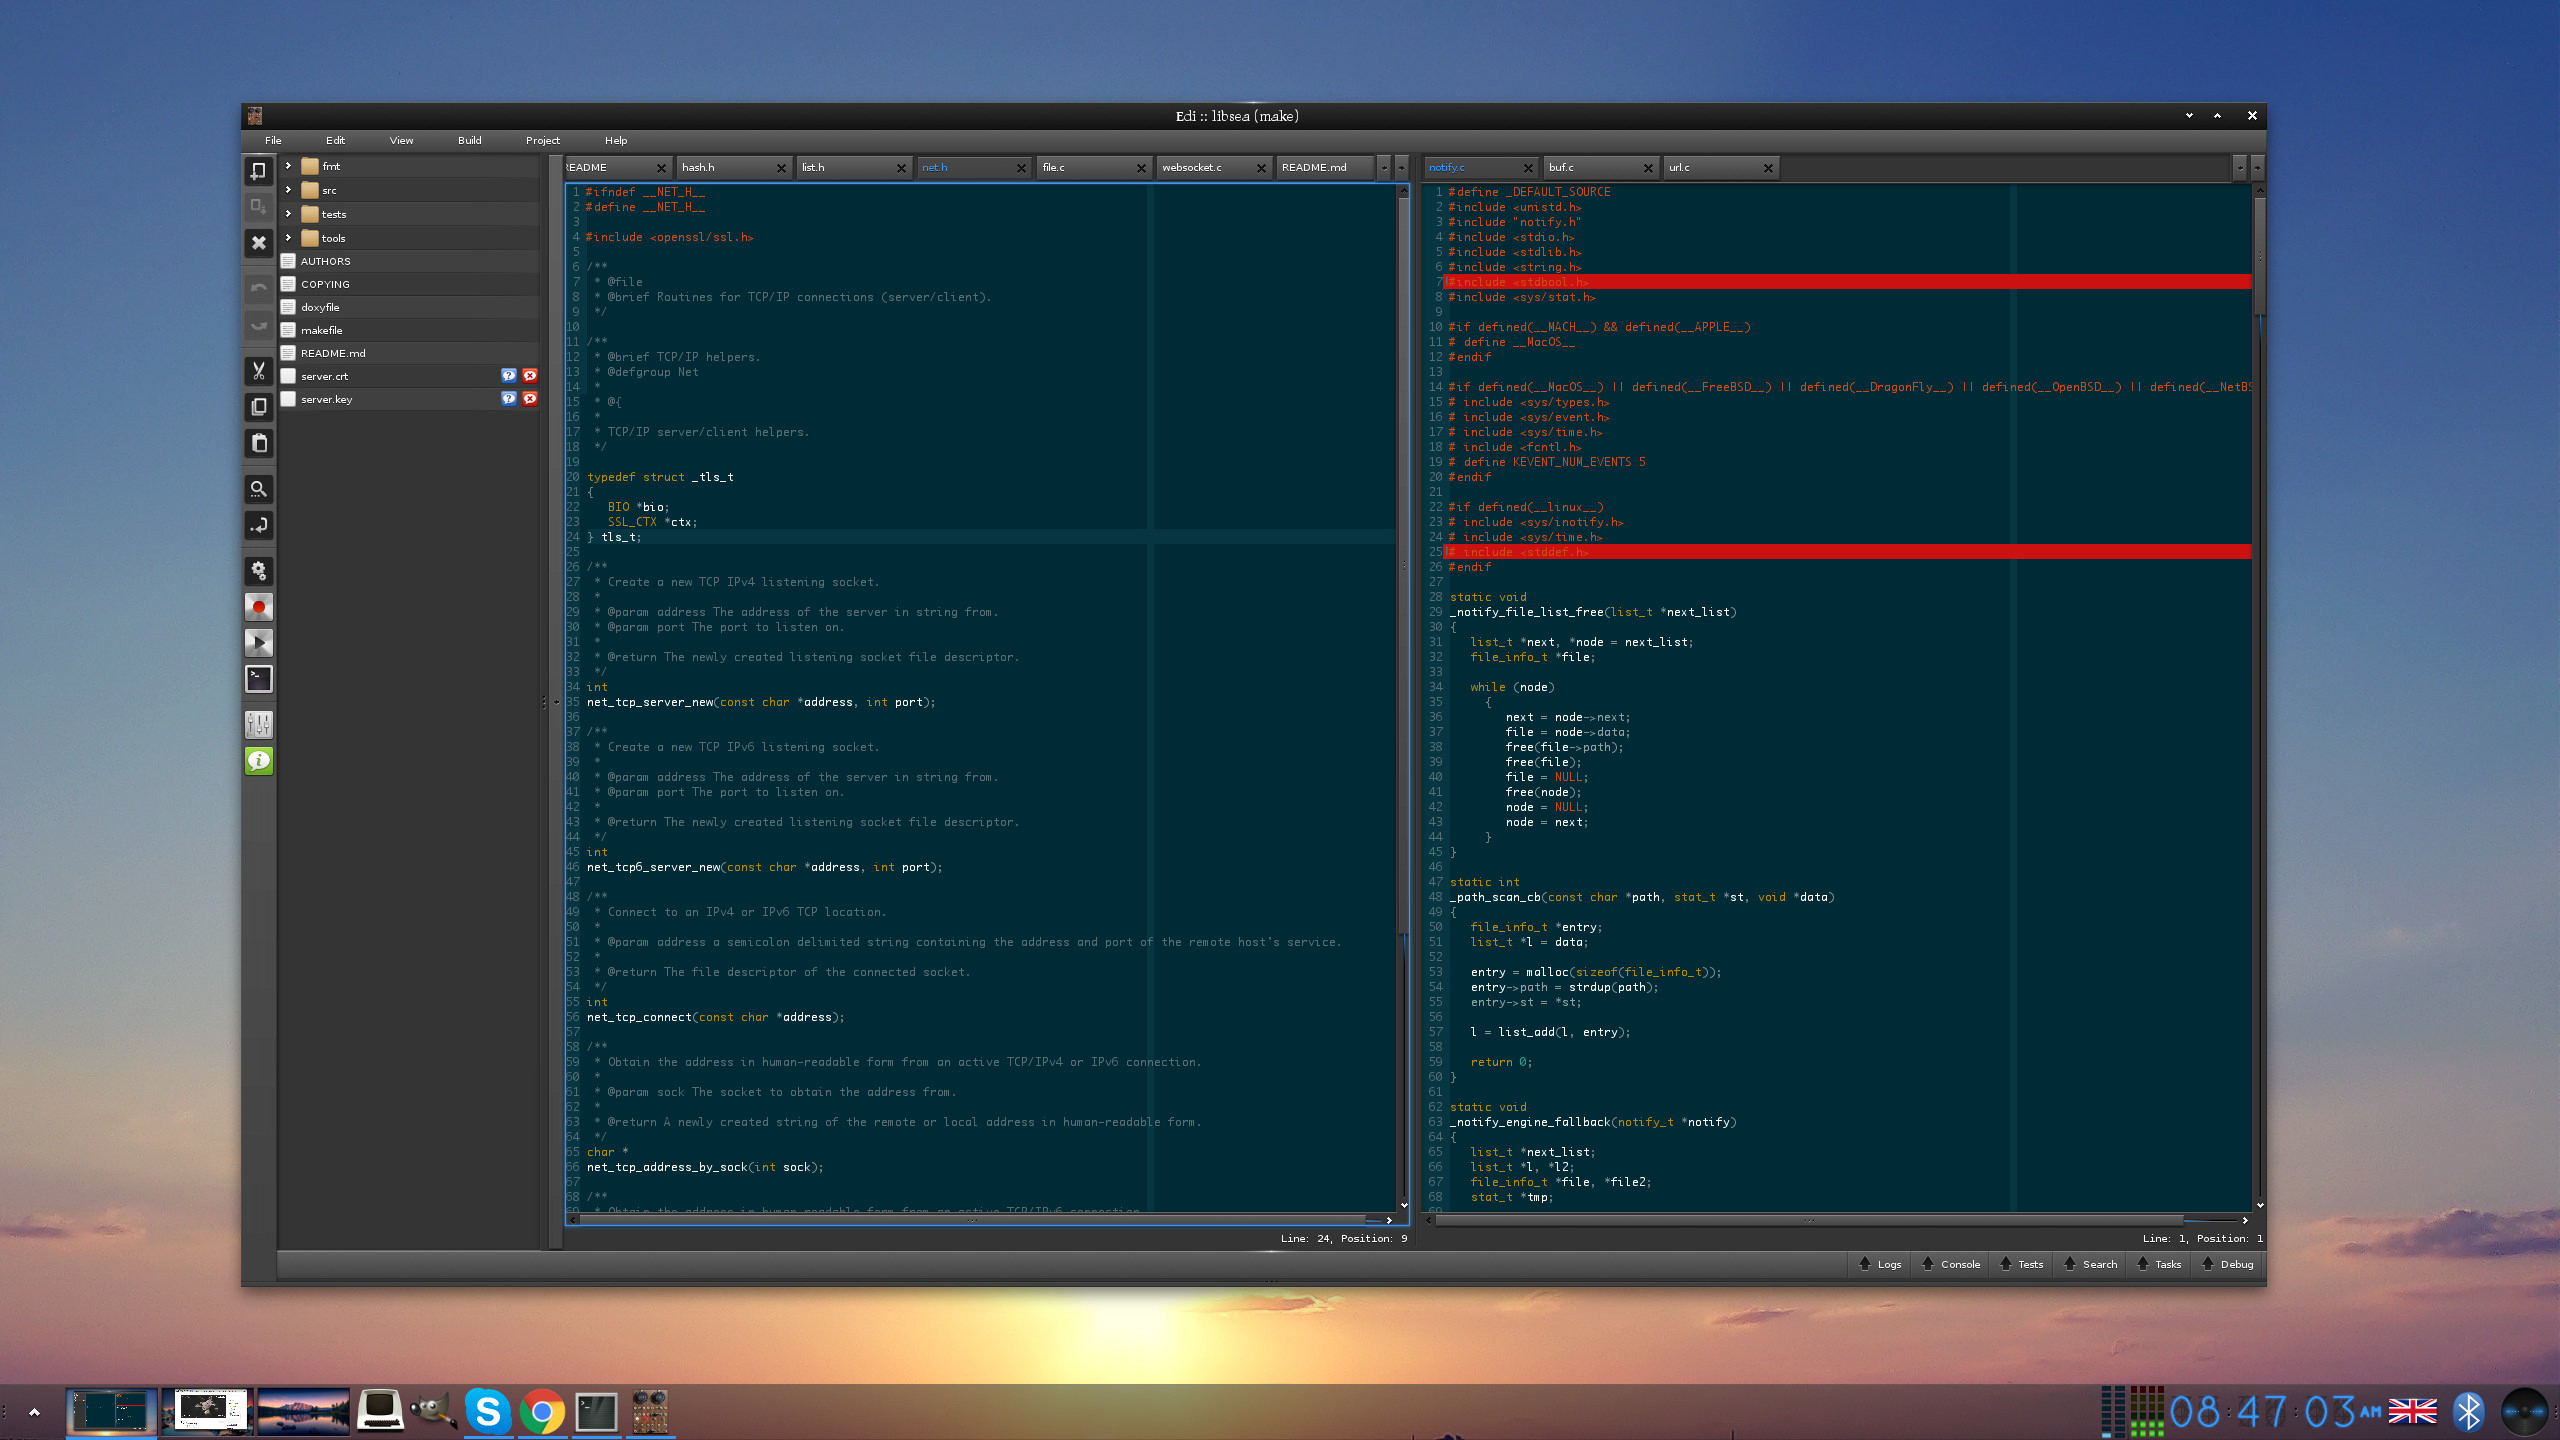 Edi :: libsea (make)
File Edit View Build Project Help
fmt
src
tests
tools
AUTHORS
COPYING
doxyfile
makefile
README.md
server.crt
server.key
README hash.h list.h net.h file.c websocket.c README.md
1 #ifndef __NET_H__
2 #define __NET_H__
3
4 #include <openssl/ssl.h>
5
6 /**
7 * @file
8 * @brief Routines for TCP/IP connections (server/client).
9 */
10
11 /**
12 * @brief TCP/IP helpers.
13 * @defgroup Net
14 *
15 * @{
16 *
17 * TCP/IP server/client helpers.
18 */
19
20 typedef struct _tls_t
21 {
22 BIO *bio;
23 SSL_CTX *ctx;
24 } tls_t;
25
26 /**
27 * Create a new TCP IPv4 listening socket.
28 *
29 * @param address The address of the server in string from.
30 * @param port The port to listen on.
31 *
32 * @return The newly created listening socket file descriptor.
33 */
34 int
35 net_tcp_server_new(const char *address, int port);
36
37 /**
38 * Create a new TCP IPv6 listening socket.
39 *
40 * @param address The address of the server in string from.
41 * @param port The port to listen on.
42 *
43 * @return The newly created listening socket file descriptor.
44 */
45 int
46 net_tcp6_server_new(const char *address, int port);
47
48 /**
49 * Connect to an IPv4 or IPv6 TCP location.
50 *
51 * @param address a semicolon delimited string containing the address and port of the remote host's service.
52 *
53 * @return The file descriptor of the connected socket.
54 */
55 int
56 net_tcp_connect(const char *address);
57
58 /**
59 * Obtain the address in human-readable form from an active TCP/IPv4 or IPv6 connection.
60 *
61 * @param sock The socket to obtain the address from.
62 *
63 * @return A newly created string of the remote or local address in human-readable form.
64 */
65 char *
66 net_tcp_address_by_sock(int sock);
67
68 /**
69 * Obtain the address in human-readable form from an active TCP/IPv6 connection
Line: 24, Position: 9
notify.c buf.c url.c
1 #define _DEFAULT_SOURCE
2 #include <unistd.h>
3 #include "notify.h"
4 #include <stdio.h>
5 #include <stdlib.h>
6 #include <string.h>
7 #include <stdbool.h>
8 #include <sys/stat.h>
9
10 #if defined(__MACH__) && defined(__APPLE__)
11 # define __MacOS__
12 #endif
13
14 #if defined(__MacOS__) || defined(__FreeBSD__) || defined(__DragonFly__) || defined(__OpenBSD__) || defined(__NetBS
15 # include <sys/types.h>
16 # include <sys/event.h>
17 # include <sys/time.h>
18 # include <fcntl.h>
19 # define KEVENT_NUM_EVENTS 5
20 #endif
21
22 #if defined(__linux__)
23 # include <sys/inotify.h>
24 # include <sys/time.h>
25 # include <stddef.h>
26 #endif
27
28 static void
29 _notify_file_list_free(list_t *next_list)
30 {
31 list_t *next, *node = next_list;
32 file_info_t *file;
33
34 while (node)
35 {
36 next = node->next;
37 file = node->data;
38 free(file->path);
39 free(file);
40 file = NULL;
41 free(node);
42 node = NULL;
43 node = next;
44 }
45 }
46
47 static int
48 _path_scan_cb(const char *path, stat_t *st, void *data)
49 {
50 file_info_t *entry;
51 list_t *l = data;
52
53 entry = malloc(sizeof(file_info_t));
54 entry->path = strdup(path);
55 entry->st = *st;
56
57 l = list_add(l, entry);
58
59 return 0;
60 }
61
62 static void
63 _notify_engine_fallback(notify_t *notify)
64 {
65 list_t *next_list;
66 list_t *l, *l2;
67 file_info_t *file, *file2;
68 stat_t *tmp;
69
Line: 1, Position: 1
Logs Console Tests Search Tasks Debug
08:47:03 AM